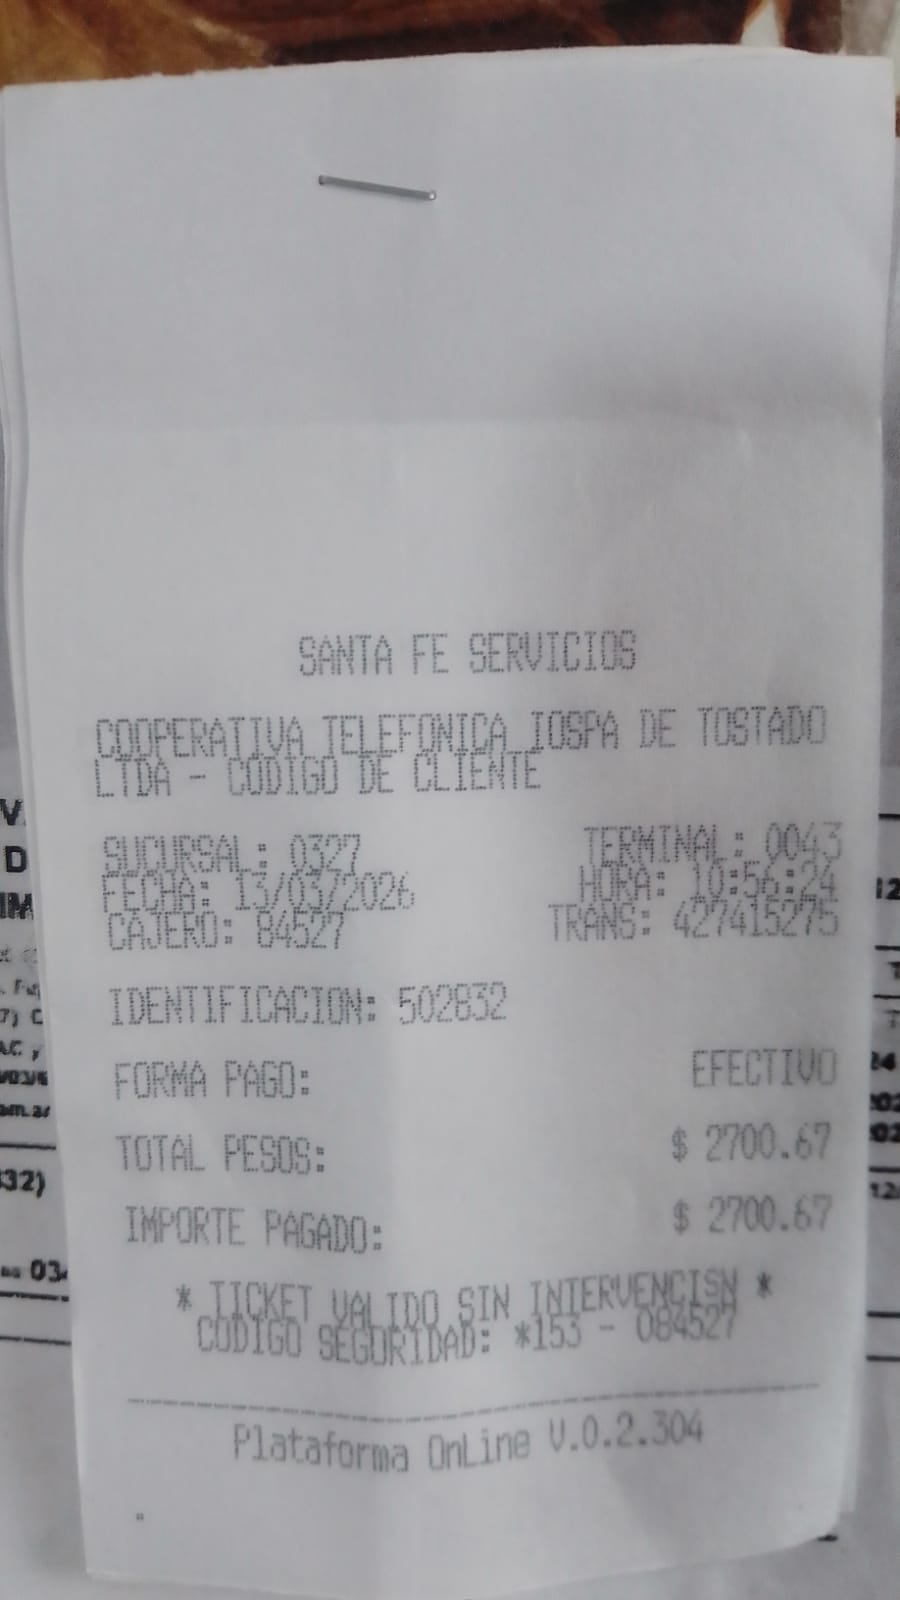 SANTA FE SERVICIOS
COOPERATIVA TELEFONICA IOSPA DE TOSTADO
LTDA - CODIGO DE CLIENTE
SUCURSAL: 0327 TERMINAL: 0043
FECHA: 13/03/2026 HORA: 10:56:24
CAJERO: 84527 TRANS: 427415275
IDENTIFICACION: 502832
FORMA PAGO: EFECTIVO
TOTAL PESOS: $ 2700.67
IMPORTE PAGADO: $ 2700.67
* TICKET VALIDO SIN INTERVENCISN *
CODIGO SEGURIDAD: *153 - 084527
Plataforma OnLine V.0.2.304